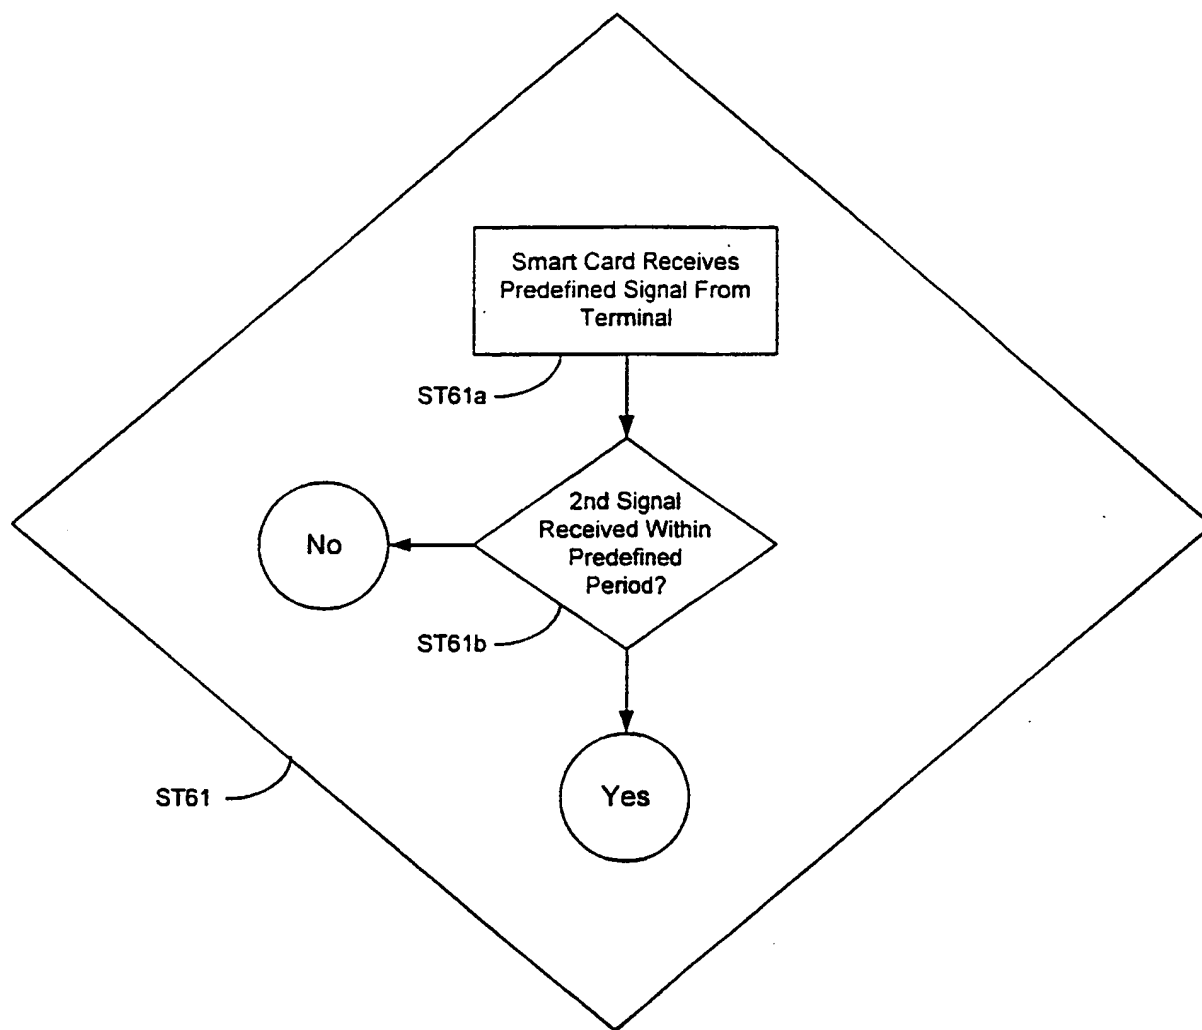 Smart Card Receives
Predefined Signal From
Terminal
ST61a
2nd Signal
Received Within
Predefined
Period?
No
ST61b
ST61
Yes